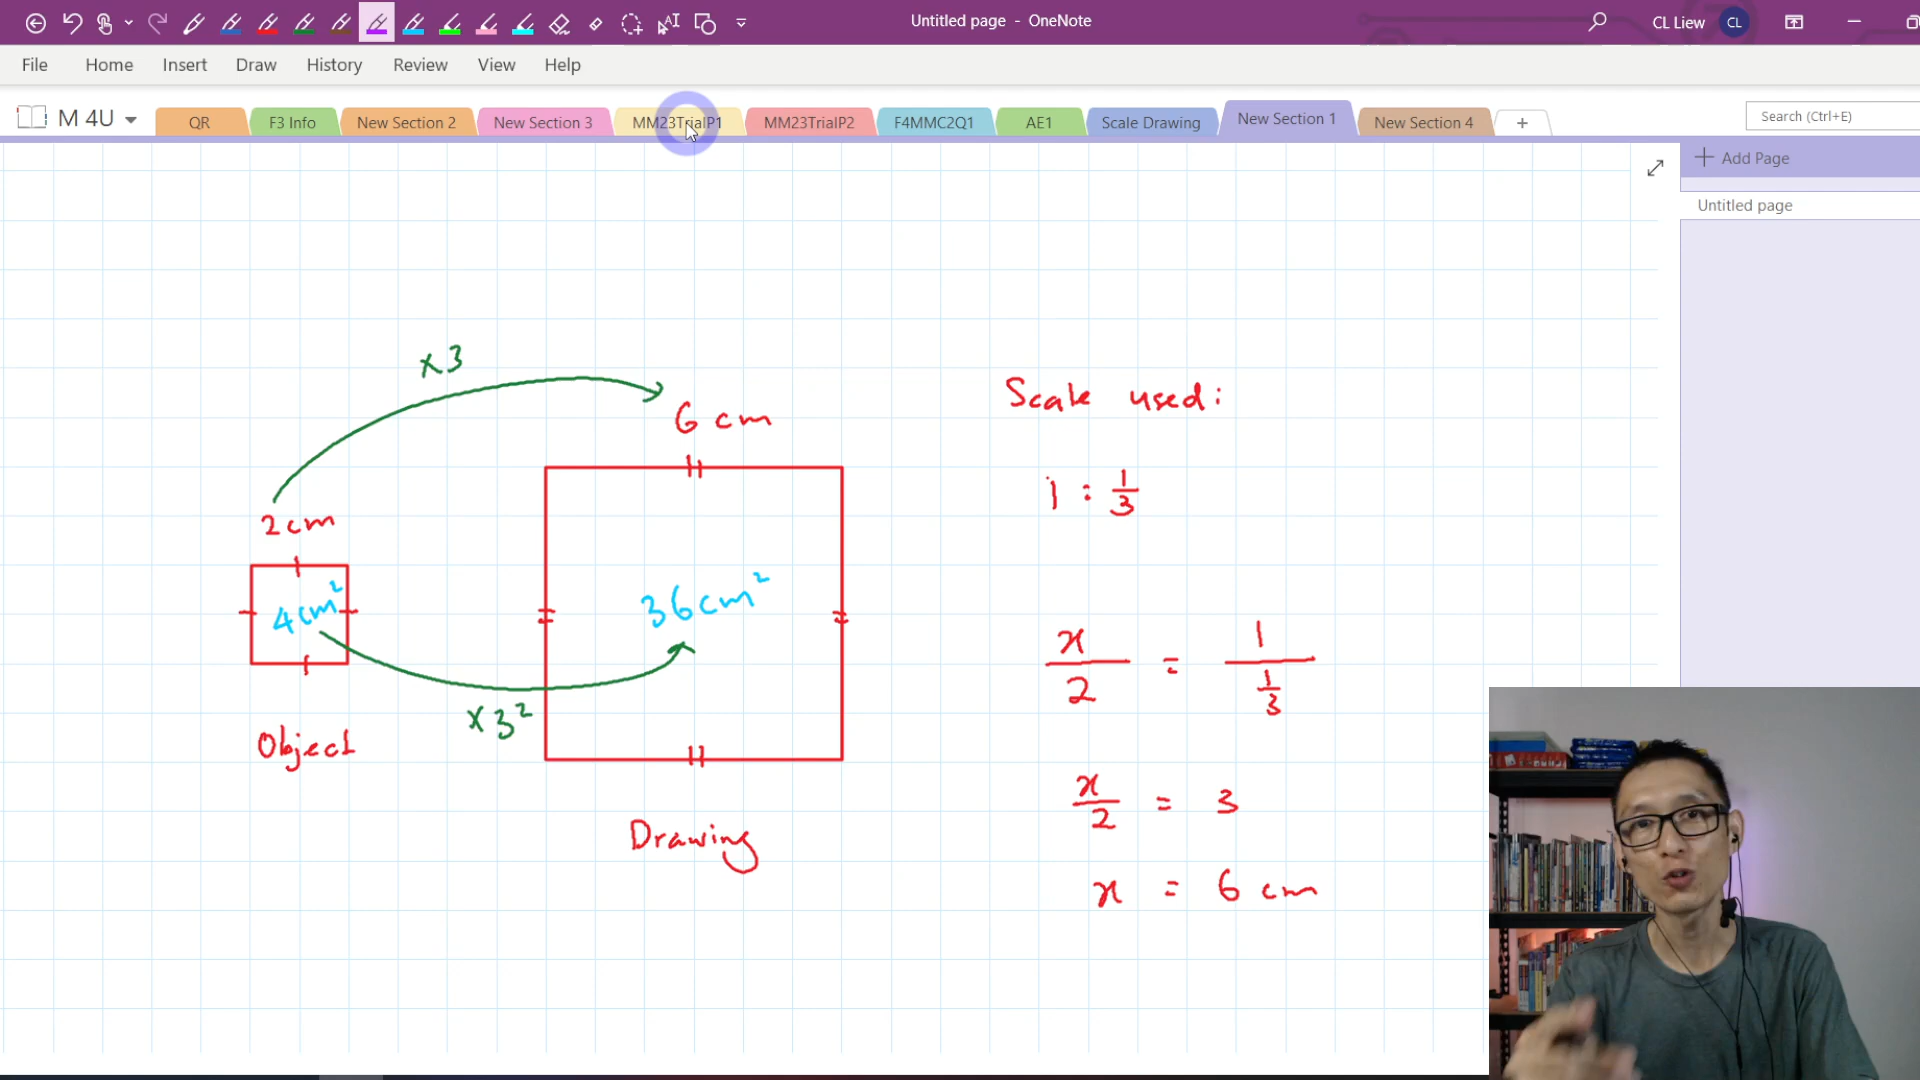 Untitled page - OneNote
CL Liew
CL
File Home Insert Draw History Review View Help
M 4U
QR F3 Info New Section 2 New Section 3 MM23TrialP1 MM23TrialP2 F4MMC2Q1 AE1 Scale Drawing New Section 1 New Section 4 +
Search (Ctrl+E)
Add Page
Untitled page
x3
6 cm
2cm
4cm²
36cm²
x3²
Object
Drawing
Scale used:
1 : 1/3
x/2 = 1/(1/3)
x/2 = 3
x = 6 cm